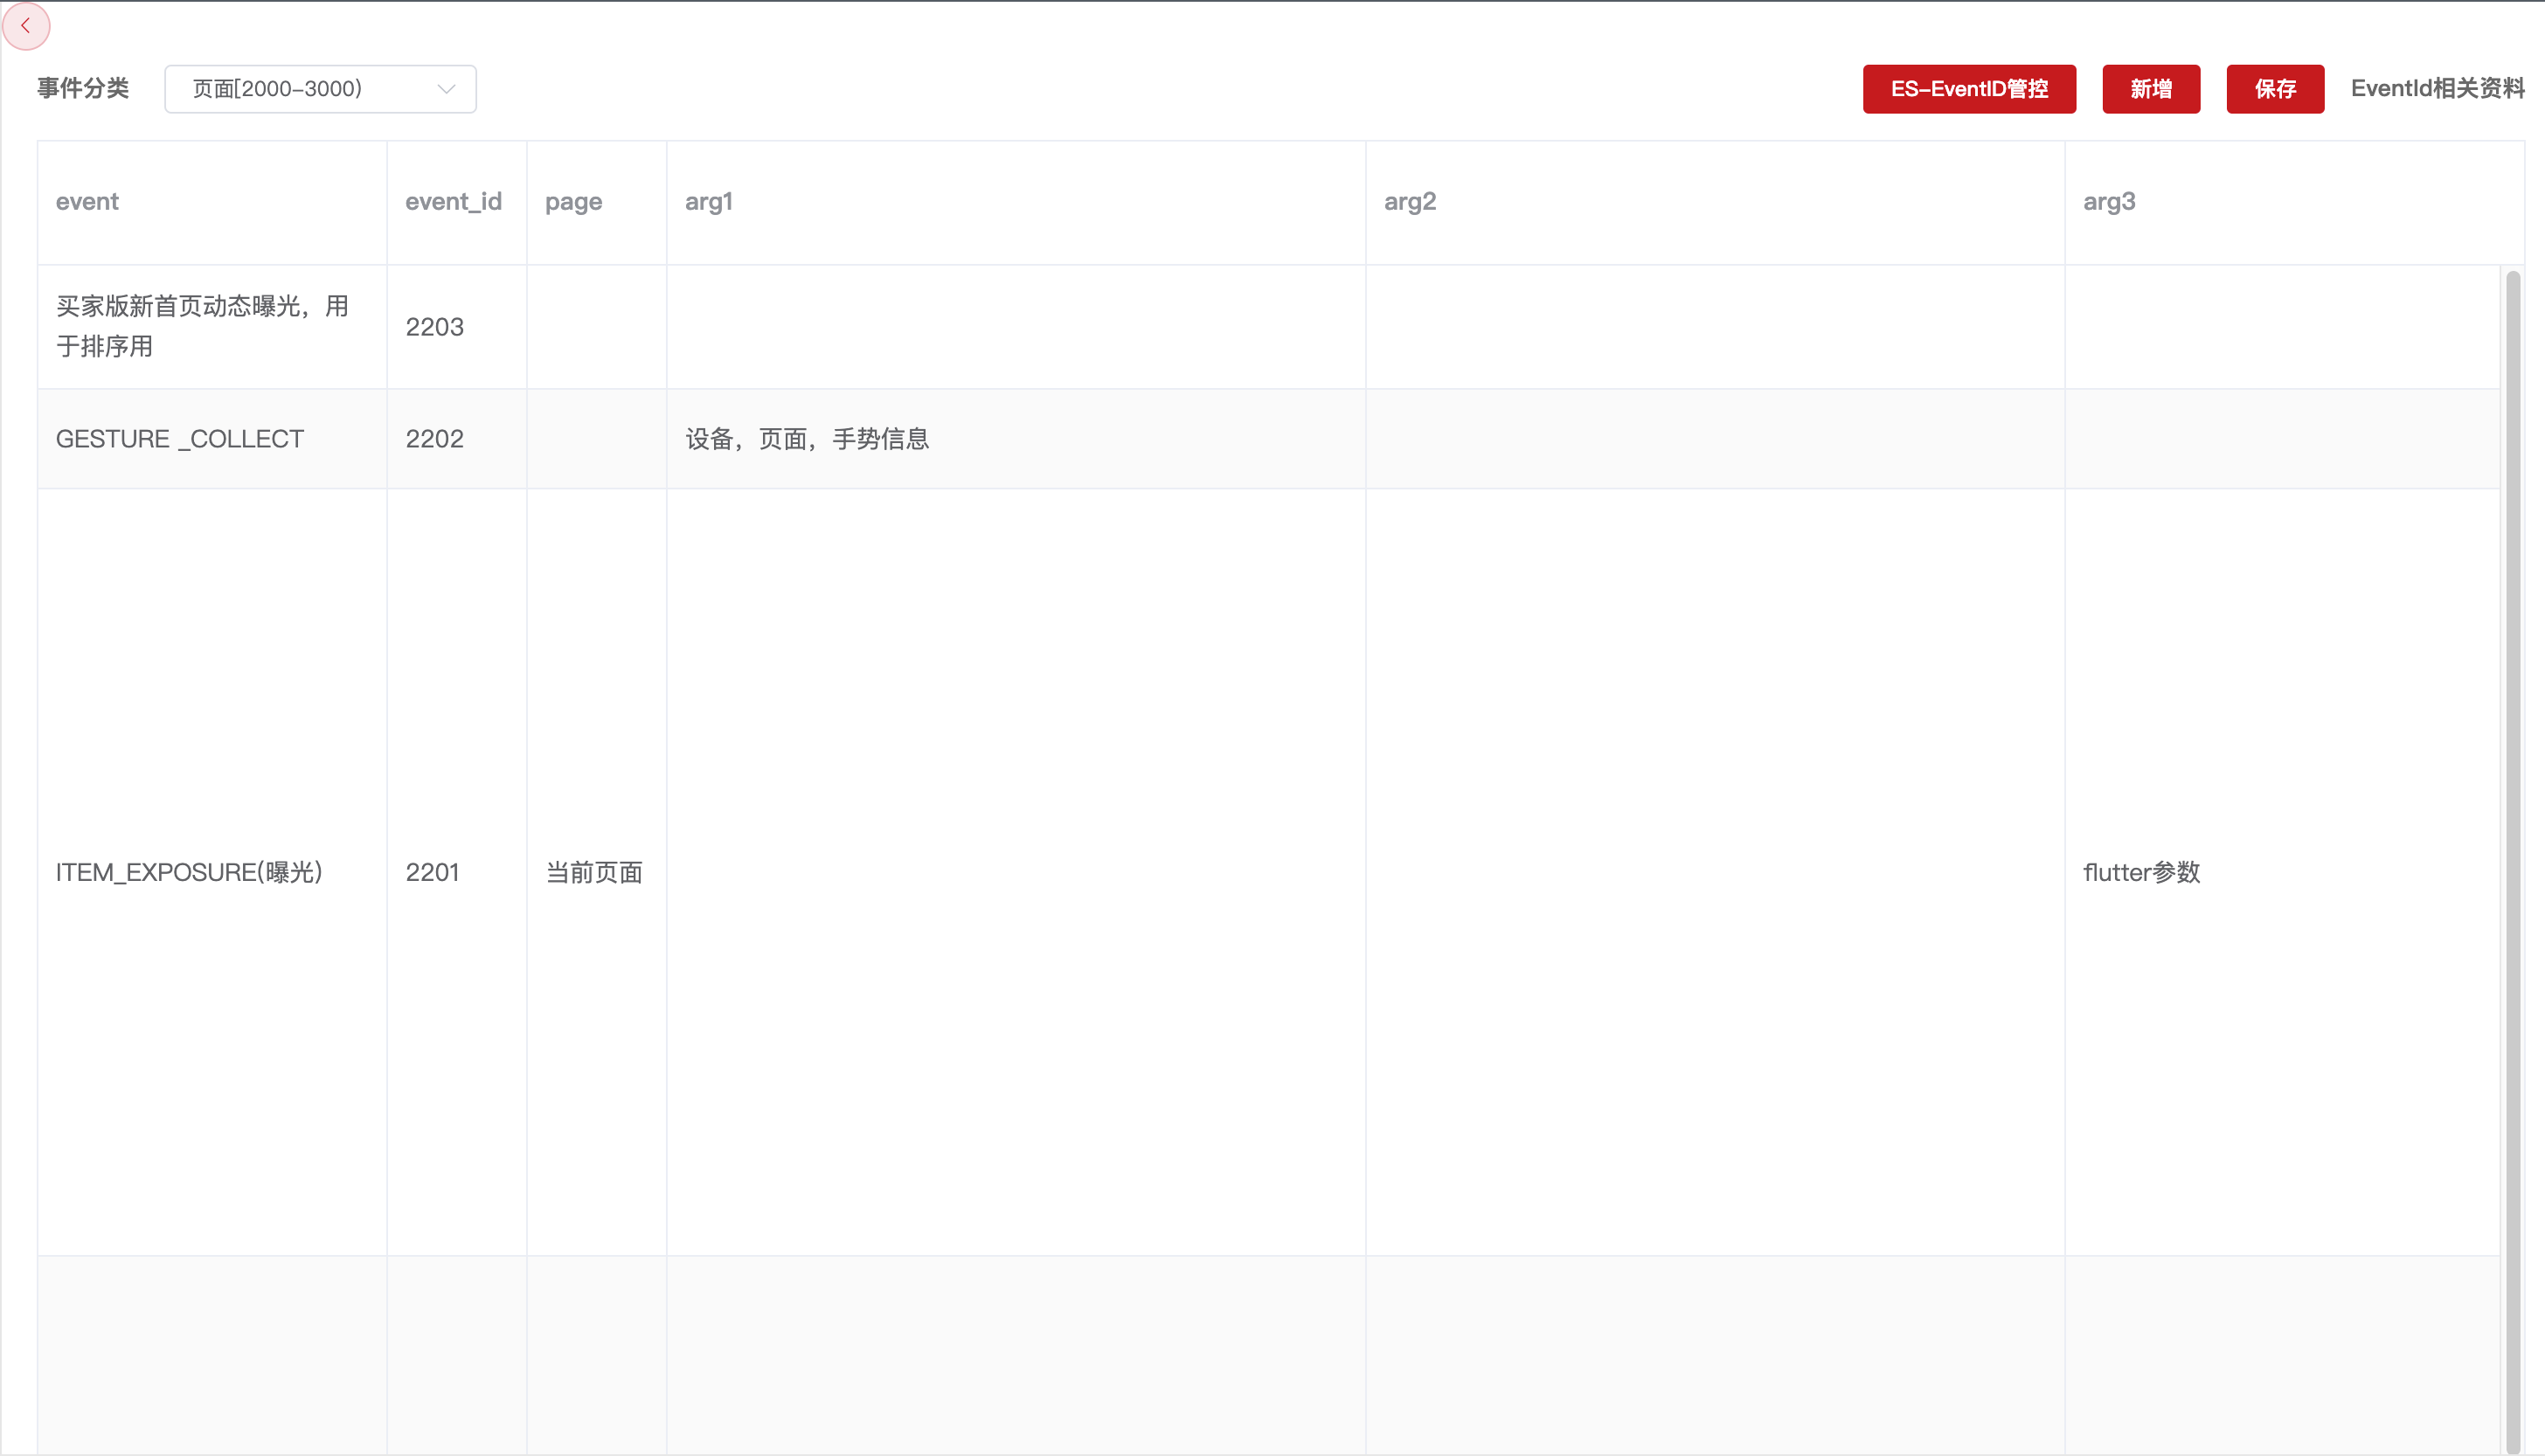 事件分类
页面[2000-3000)
ES-EventID管控
新增
保存
EventId相关资料
event
event_id
page
arg1
arg2
arg3
买家版新首页动态曝光，用
于排序用
2203
GESTURE _COLLECT
2202
设备，页面，手势信息
ITEM_EXPOSURE(曝光)
2201
当前页面
flutter参数